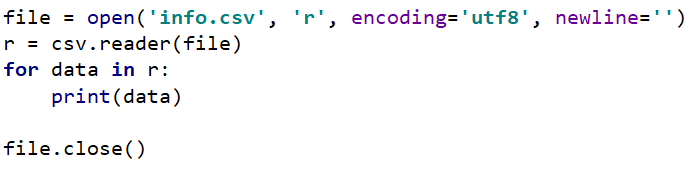 file = open('info.csv', 'r', encoding='utf8', newline='')
r = csv.reader(file)
for data in r:
    print(data)

file.close()